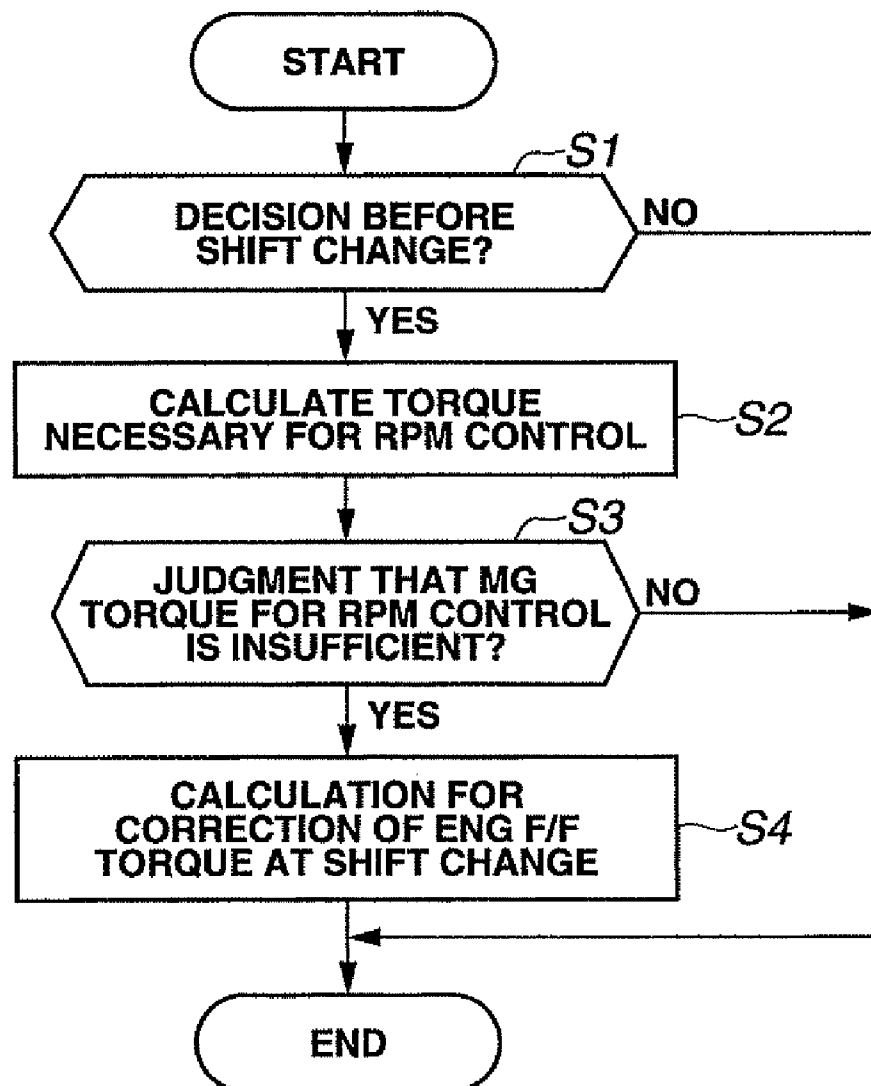 START
S1
DECISION BEFORE
SHIFT CHANGE?
NO
YES
CALCULATE TORQUE
NECESSARY FOR RPM CONTROL
S2
S3
JUDGMENT THAT MG
TORQUE FOR RPM CONTROL
IS INSUFFICIENT?
NO
YES
CALCULATION FOR
CORRECTION OF ENG F/F
TORQUE AT SHIFT CHANGE
S4
END